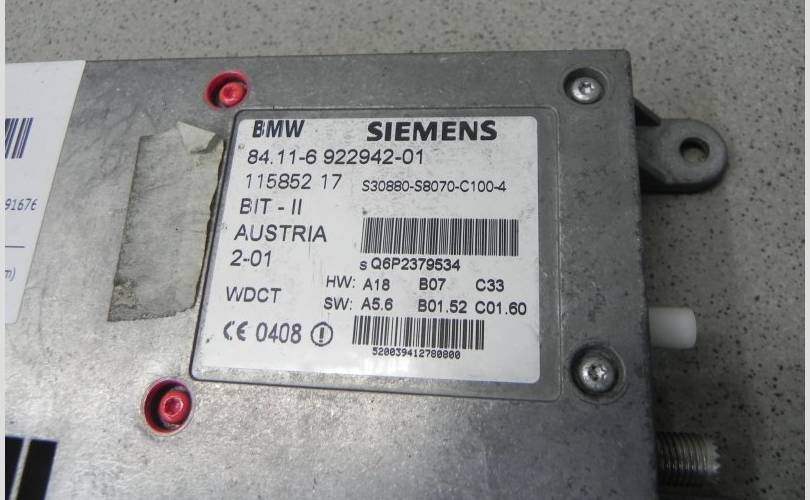 BMW SIEMENS
84.11-6 922942-01
115852 17 S30880-S8070-C100-4
BIT - II
AUSTRIA
2-01
s Q6P2379534
HW: A18 B07 C33
WDCT
SW: A5.6 B01.52 C01.60
CE 0408
520039412780800
91676
m)